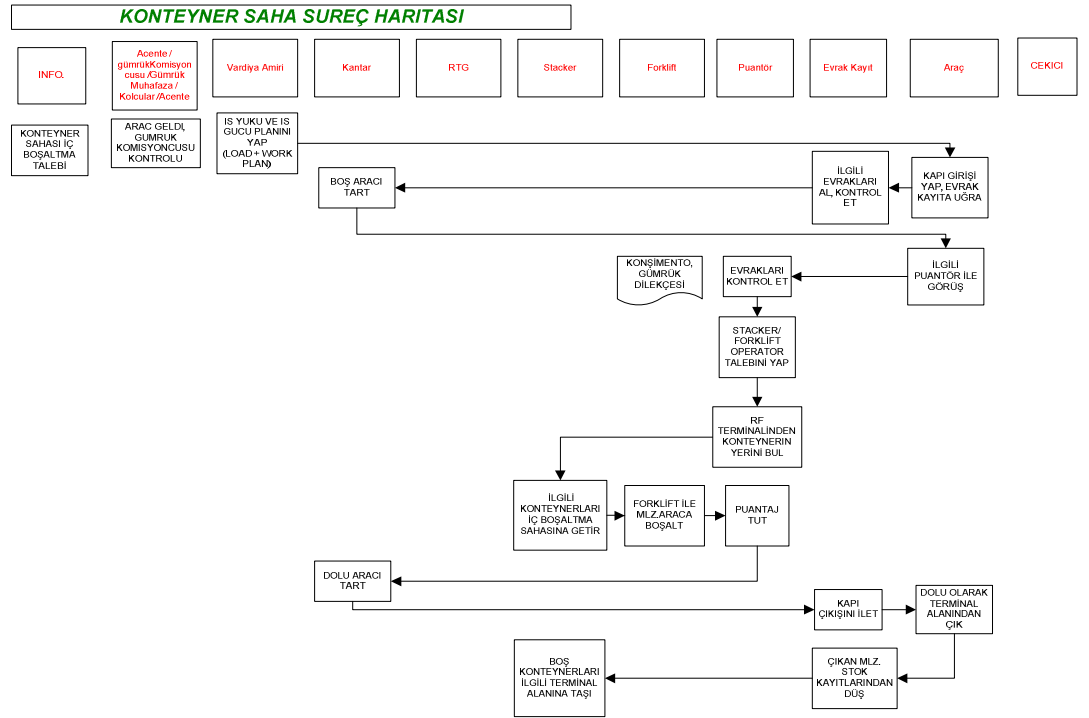 KONTEYNER SAHA SUREÇ HARITASI
INFO.
Acente /
gümrükKomisyon
cusu /Gümrük
Muhafaza /
Kolcular /Acente
Vardiya Amiri
Kantar
RTG
Stacker
Forklift
Puantör
Evrak Kayıt
Araç
CEKICI
KONTEYNER
SAHASI İÇ
BOŞALTMA
TALEBİ
ARAC GELDI,
GUMRUK
KOMISYONCUSU
KONTROLU
IS YUKU VE IS
GUCU PLANINI
YAP
(LOAD + WORK
PLAN)
BOŞ ARACI
TART
İLGİLİ
EVRAKLARI
AL, KONTROL
ET
KAPI GİRİŞİ
YAP, EVRAK
KAYITA UĞRA
KONŞİMENTO,
GÜMRÜK
DİLEKÇESİ
EVRAKLARI
KONTROL ET
İLGİLİ
PUANTÖR İLE
GÖRÜŞ
STACKER/
FORKLİFT
OPERATOR
TALEBINİ YAP
RF
TERMİNALİNDEN
KONTEYNERIN
YERİNİ BUL
İLGİLİ
KONTEYNERLARI
İÇ BOŞALTMA
SAHASINA GETİR
FORKLİFT İLE
MLZ.ARACA
BOŞALT
PUANTAJ
TUT
DOLU ARACI
TART
KAPI
ÇIKIŞINI İLET
DOLU OLARAK
TERMİNAL
ALANINDAN
ÇIK
BOŞ
KONTEYNERLARI
İLGİLİ TERMİNAL
ALANINA TAŞI
ÇIKAN MLZ.
STOK
KAYITLARINDAN
DÜŞ